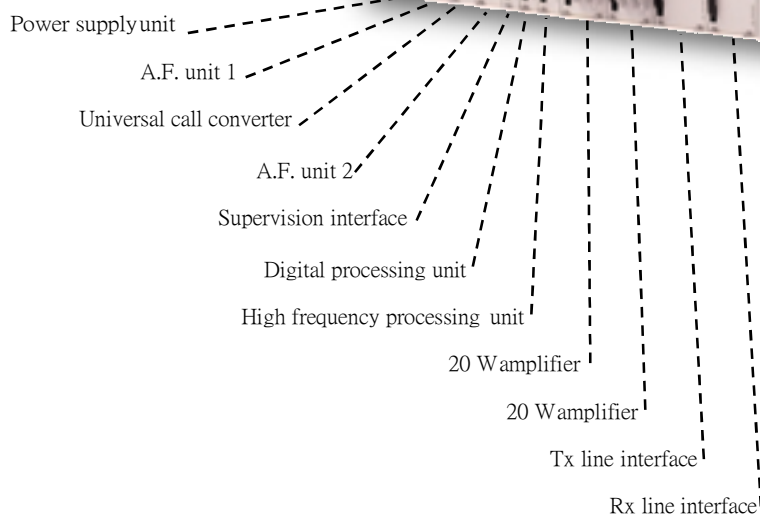 Power supply unit
A.F. unit 1
Universal call converter
A.F. unit 2
Supervision interface
Digital processing unit
High frequency processing unit
20 W amplifier
20 W amplifier
Tx line interface
Rx line interface